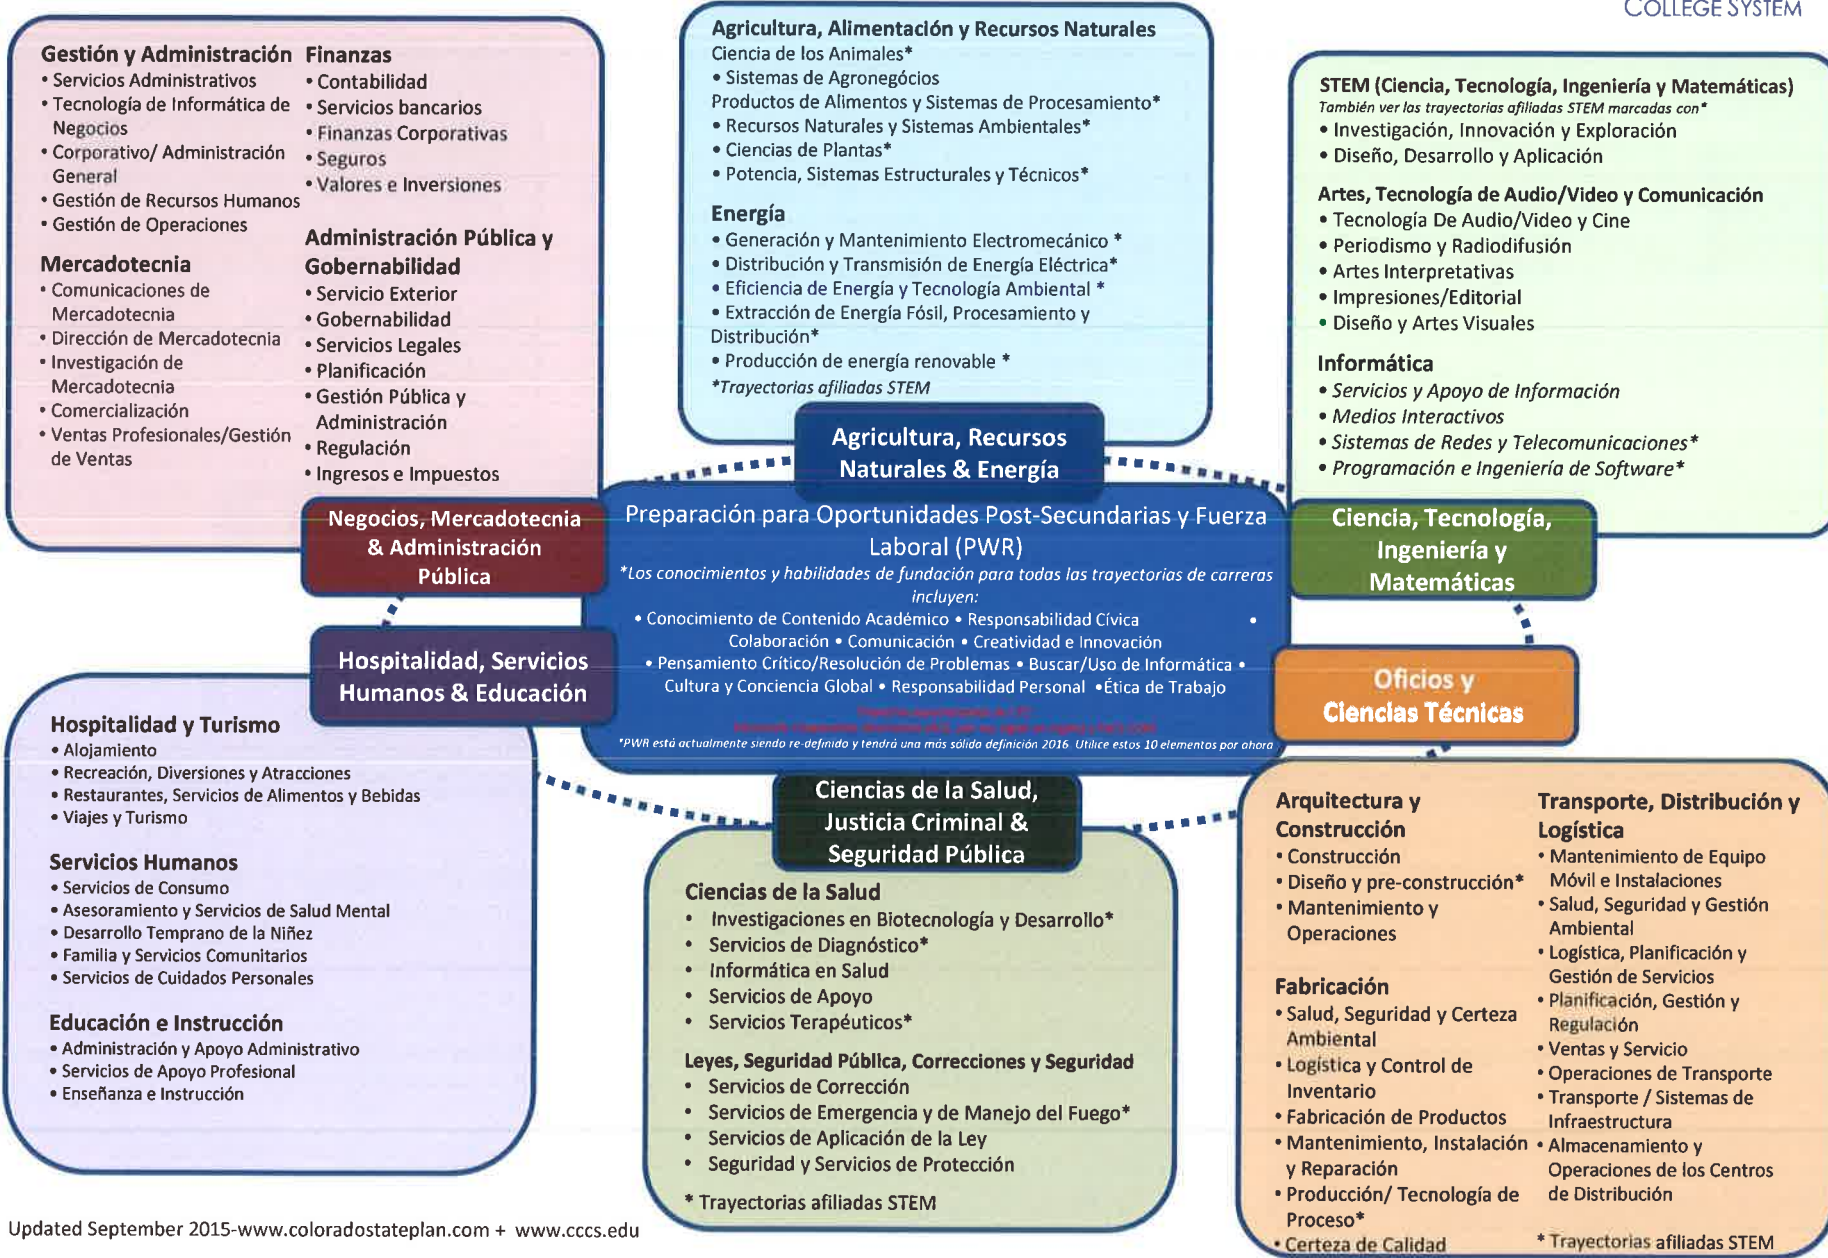 COLLEGE SYSTEM
Gestión y Administración
• Servicios Administrativos
• Tecnología de Informática de
Negocios
• Corporativo/ Administración
General
• Gestión de Recursos Humanos
• Gestión de Operaciones
Mercadotecnia
• Comunicaciones de
Mercadotecnia
• Dirección de Mercadotecnia
• Investigación de
Mercadotecnia
• Comercialización
• Ventas Profesionales/Gestión
de Ventas
Finanzas
• Contabilidad
• Servicios bancarios
• Finanzas Corporativas
• Seguros
• Valores e Inversiones
Administración Pública y
Gobernabilidad
• Servicio Exterior
• Gobernabilidad
• Servicios Legales
• Planificación
• Gestión Pública y
Administración
• Regulación
• Ingresos e Impuestos
Negocios, Mercadotecnia
& Administración
Pública
Agricultura, Alimentación y Recursos Naturales
Ciencia de los Animales*
• Sistemas de Agronegócios
Productos de Alimentos y Sistemas de Procesamiento*
• Recursos Naturales y Sistemas Ambientales*
• Ciencias de Plantas*
• Potencia, Sistemas Estructurales y Técnicos*
Energía
• Generación y Mantenimiento Electromecánico *
• Distribución y Transmisión de Energía Eléctrica*
• Eficiencia de Energía y Tecnología Ambiental *
• Extracción de Energía Fósil, Procesamiento y
Distribución*
• Producción de energía renovable *
*Trayectorias afiliadas STEM
Agricultura, Recursos
Naturales & Energía
STEM (Ciencia, Tecnología, Ingeniería y Matemáticas)
También ver las trayectorias afiliadas STEM marcadas con*
• Investigación, Innovación y Exploración
• Diseño, Desarrollo y Aplicación
Artes, Tecnología de Audio/Video y Comunicación
• Tecnología De Audio/Video y Cine
• Periodismo y Radiodifusión
• Artes Interpretativas
• Impresiones/Editorial
• Diseño y Artes Visuales
Informática
• Servicios y Apoyo de Información
• Medios Interactivos
• Sistemas de Redes y Telecomunicaciones*
• Programación e Ingeniería de Software*
Ciencia, Tecnología,
Ingeniería y
Matemáticas
Preparación para Oportunidades Post-Secundarias y Fuerza
Laboral (PWR)
*Los conocimientos y habilidades de fundación para todas las trayectorias de carreras
incluyen:
• Conocimiento de Contenido Académico • Responsabilidad Cívica •
Colaboración • Comunicación • Creatividad e Innovación
• Pensamiento Crítico/Resolución de Problemas • Buscar/Uso de Informática •
Cultura y Conciencia Global • Responsabilidad Personal •Ética de Trabajo
*PWR está actualmente siendo re-definido y tendrá una más sólida definición 2016. Utilice estos 10 elementos por ahora
Hospitalidad, Servicios
Humanos & Educación
Hospitalidad y Turismo
• Alojamiento
• Recreación, Diversiones y Atracciones
• Restaurantes, Servicios de Alimentos y Bebidas
• Viajes y Turismo
Servicios Humanos
• Servicios de Consumo
• Asesoramiento y Servicios de Salud Mental
• Desarrollo Temprano de la Niñez
• Familia y Servicios Comunitarios
• Servicios de Cuidados Personales
Educación e Instrucción
• Administración y Apoyo Administrativo
• Servicios de Apoyo Profesional
• Enseñanza e Instrucción
Ciencias de la Salud,
Justicia Criminal &
Seguridad Pública
Ciencias de la Salud
• Investigaciones en Biotecnología y Desarrollo*
• Servicios de Diagnóstico*
• Informática en Salud
• Servicios de Apoyo
• Servicios Terapéuticos*
Leyes, Seguridad Pública, Correcciones y Seguridad
• Servicios de Corrección
• Servicios de Emergencia y de Manejo del Fuego*
• Servicios de Aplicación de la Ley
• Seguridad y Servicios de Protección
* Trayectorias afiliadas STEM
Oficios y
Ciencias Técnicas
Arquitectura y
Construcción
• Construcción
• Diseño y pre-construcción*
• Mantenimiento y
Operaciones
Fabricación
• Salud, Seguridad y Certeza
Ambiental
• Logística y Control de
Inventario
• Fabricación de Productos
• Mantenimiento, Instalación
y Reparación
• Producción/ Tecnología de
Proceso*
• Certeza de Calidad
Transporte, Distribución y
Logística
• Mantenimiento de Equipo
Móvil e Instalaciones
• Salud, Seguridad y Gestión
Ambiental
• Logística, Planificación y
Gestión de Servicios
• Planificación, Gestión y
Regulación
• Ventas y Servicio
• Operaciones de Transporte
• Transporte / Sistemas de
Infraestructura
• Almacenamiento y
Operaciones de los Centros
de Distribución
* Trayectorias afiliadas STEM
Updated September 2015-www.coloradostateplan.com + www.cccs.edu